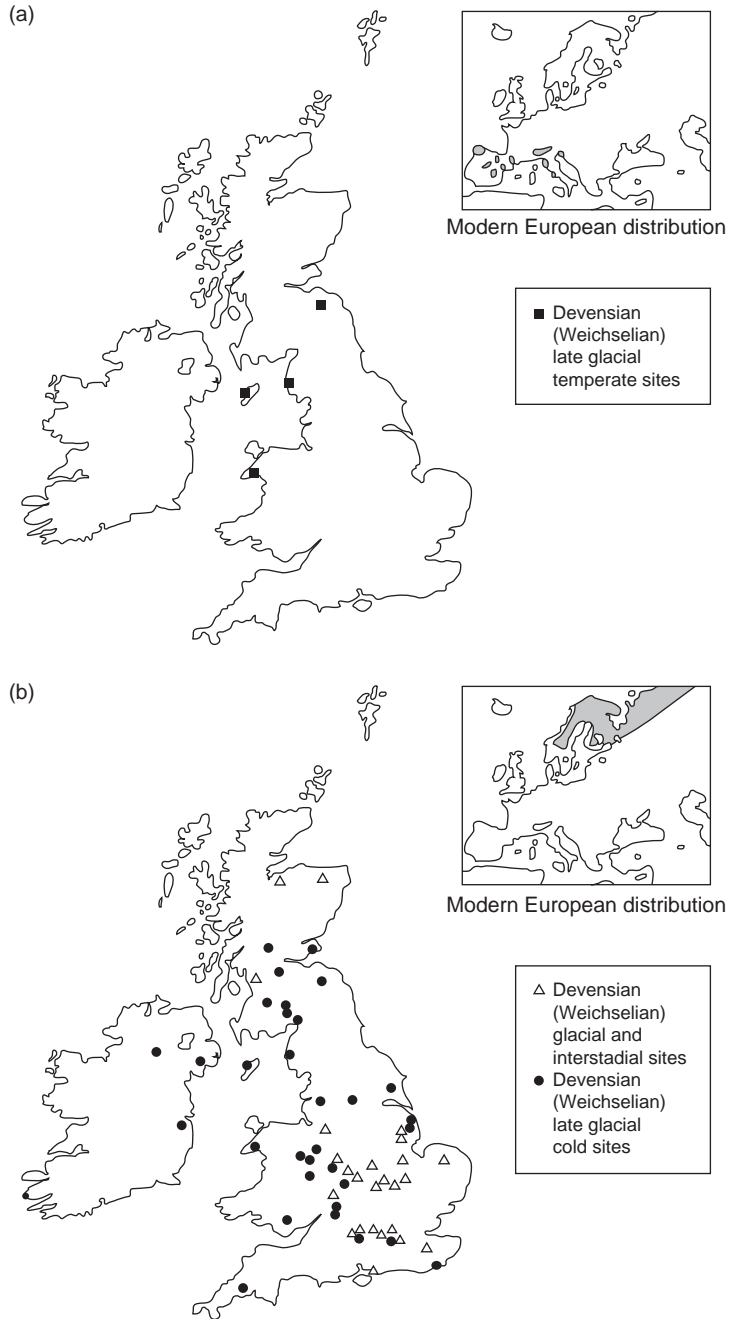 (a)
Modern European distribution
Devensian
(Weichselian)
late glacial
temperate sites
(b)
Modern European distribution
Devensian
(Weichselian)
glacial and
interstadial sites
Devensian
(Weichselian)
late glacial
cold sites